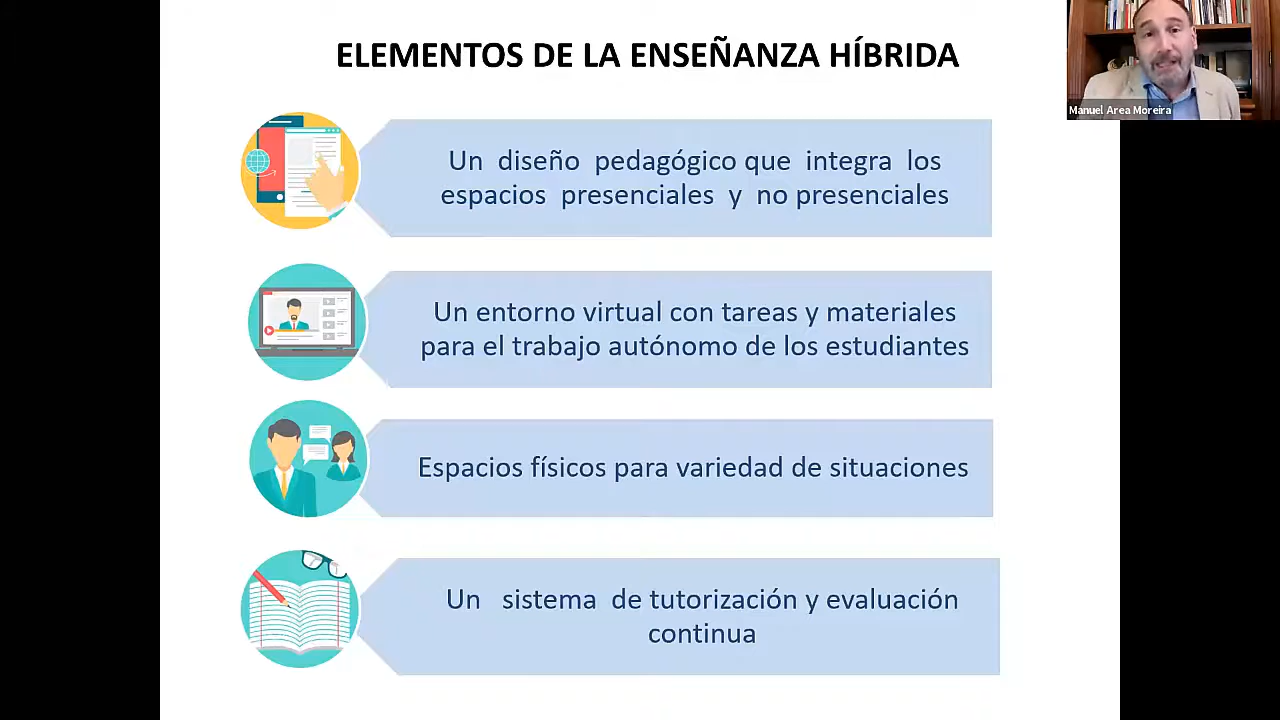 ELEMENTOS DE LA ENSEÑANZA HÍBRIDA
Manuel Area Moreira
Un diseño pedagógico que integra los
espacios presenciales y no presenciales
Un entorno virtual con tareas y materiales
para el trabajo autónomo de los estudiantes
Espacios físicos para variedad de situaciones
Un sistema de tutorización y evaluación
continua